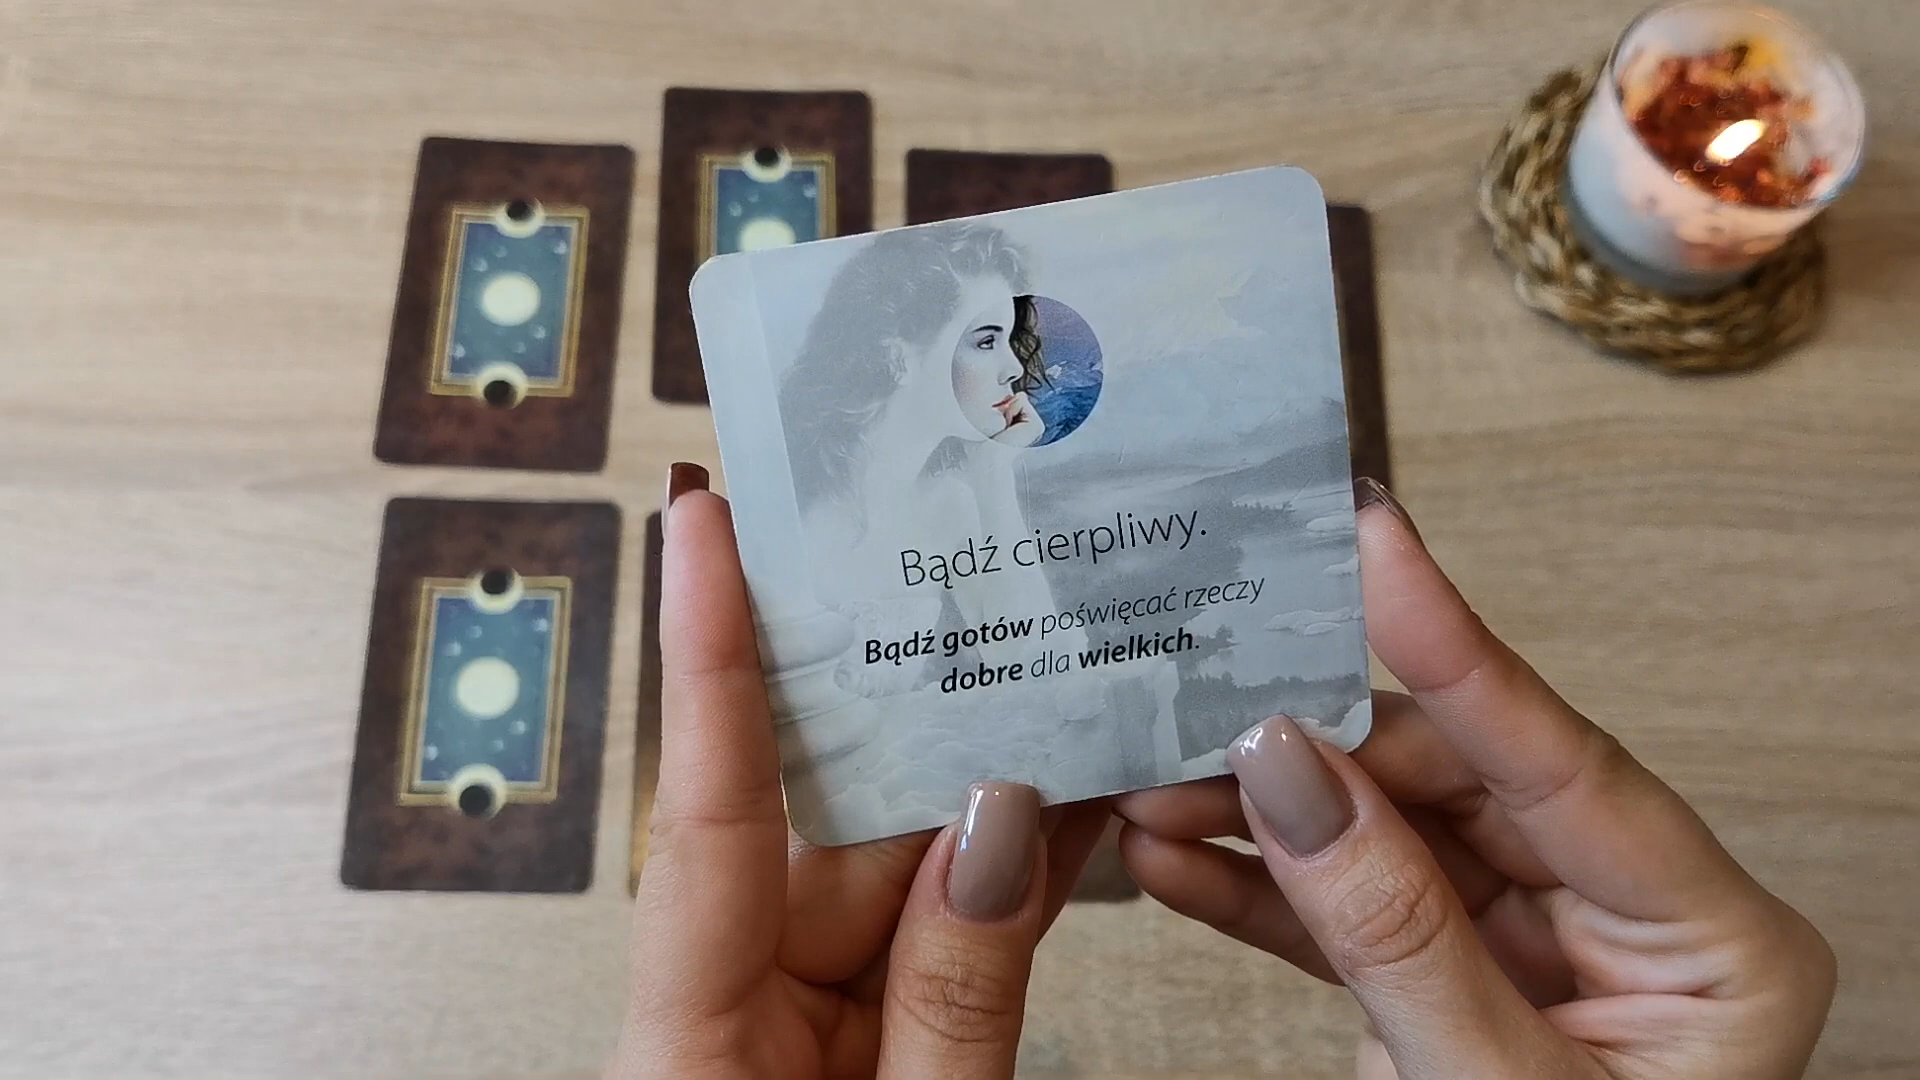 Bądź cierpliwy.
Bądź gotów poświęcać rzeczy
dobre dla wielkich.